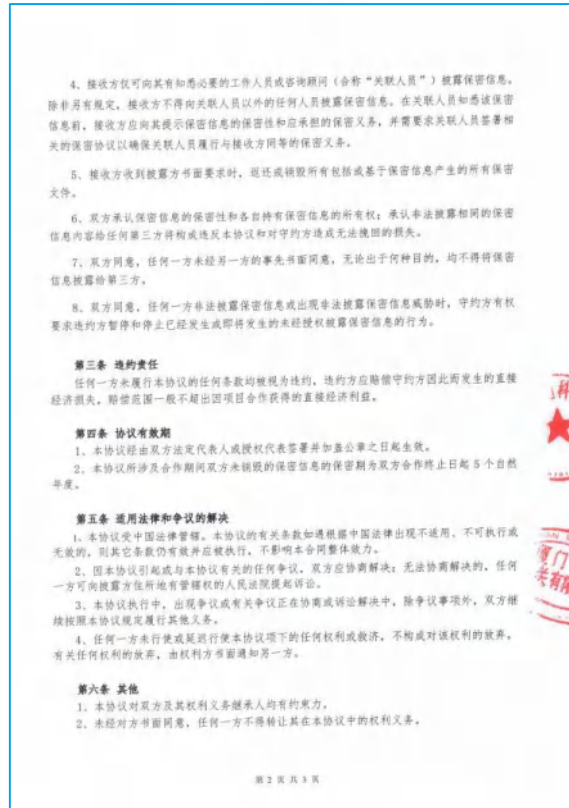 4、接收方仅可向其有知悉必要的工作人员或咨询顾问（合称“关联人员”）披露保密信息。
除非另有规定，接收方不得向关联人员以外的任何人员披露保密信息。在关联人员知悉该保密
信息前，接收方应向其提示保密信息的保密性和应承担的保密义务，并需要求关联人员签署相
关的保密协议以确保关联人员履行与接收方同等的保密义务。
5、接收方收到披露方书面要求时，返还或销毁所有包括或基于保密信息产生的所有保密
文件。
6、双方承认保密信息的保密性和各自持有保密信息的所有权；承认非法披露相同的保密
信息内容给任何第三方将构成违反本协议和对守约方造成无法挽回的损失。
7、双方同意，任何一方未经另一方的事先书面同意，无论出于何种目的，均不得将保密
信息披露给第三方。
8、双方同意，任何一方非法披露保密信息或出现非法披露保密信息威胁时，守约方有权
要求违约方暂停和停止已经发生或即将发生的未经授权披露保密信息的行为。
第三条 违约责任
任何一方未履行本协议的任何条款均被视为违约，违约方应赔偿守约方因此而发生的直接
经济损失，赔偿范围一般不超出因项目合作获得的直接经济利益。
第四条 协议有效期
1、本协议经由双方法定代表人或授权代表签署并加盖公章之日起生效。
2、本协议所涉及合作期间双方未销毁的保密信息的保密期为双方合作终止日起 5 个自然
年度。
第五条 适用法律和争议的解决
1、本协议受中国法律管辖。本协议的有关条款如遇根据中国法律出现不适用、不可执行或
无效的，则其它条款仍有效并应被执行，不影响本合同整体效力。
2、因本协议引起或与本协议有关的任何争议，双方应协商解决；无法协商解决的，任何
一方可向披露方住所地有管辖权的人民法院提起诉讼。
3、本协议执行中，出现争议或有关争议正在协商或诉讼解决中，除争议事项外，双方继
续按照本协议规定履行其他义务。
4、任何一方未行使或延迟行使本协议项下的任何权利或救济，不构成对该权利的放弃，
有关任何权利的放弃，由权利方书面通知另一方。
第六条 其他
1、本协议对双方及其权利义务继承人均有约束力。
2、未经对方书面同意，任何一方不得转让其在本协议中的权利义务。
第 2 页 共 3 页